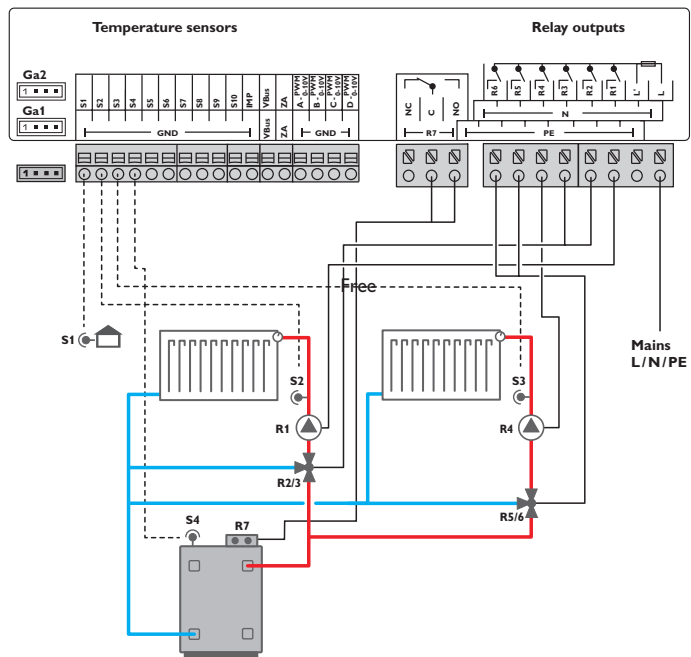 Temperature sensors
Relay outputs
Ga2
1
Ga1
1
S1 S2 S3 S4 S5 S6 S7 S8 S9 S10 IMP VBus ZA A - PWM 0-10V B - PWM 0-10V C - PWM 0-10V D - PWM 0-10V
GND
VBus ZA
GND
NC C NO
R7
R6 R5 R4 R3 R2 R1 L' L
N
PE
1
Free
S1
S2
S3
Mains
L/N/PE
R1
R4
R2/3
R5/6
S4
R7